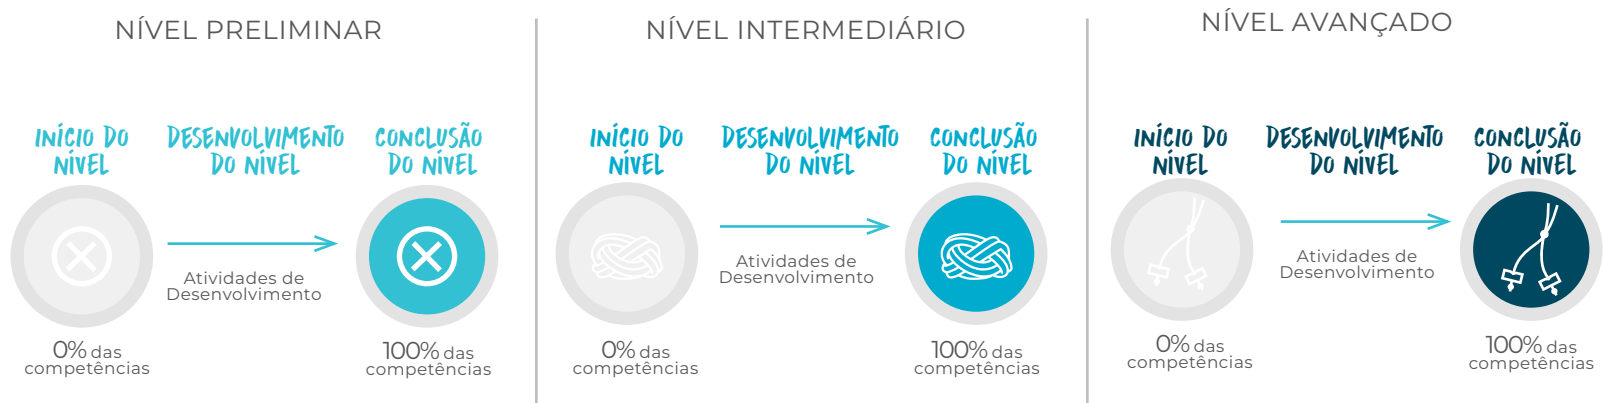 NÍVEL PRELIMINAR
INÍCIO DO
NÍVEL
DESENVOLVIMENTO
DO NÍVEL
CONCLUSÃO
DO NÍVEL
Atividades de
Desenvolvimento
0% das
competências
100% das
competências
NÍVEL INTERMEDIÁRIO
INÍCIO DO
NÍVEL
DESENVOLVIMENTO
DO NÍVEL
CONCLUSÃO
DO NÍVEL
Atividades de
Desenvolvimento
0% das
competências
100% das
competências
NÍVEL AVANÇADO
INÍCIO DO
NÍVEL
DESENVOLVIMENTO
DO NÍVEL
CONCLUSÃO
DO NÍVEL
Atividades de
Desenvolvimento
0% das
competências
100% das
competências